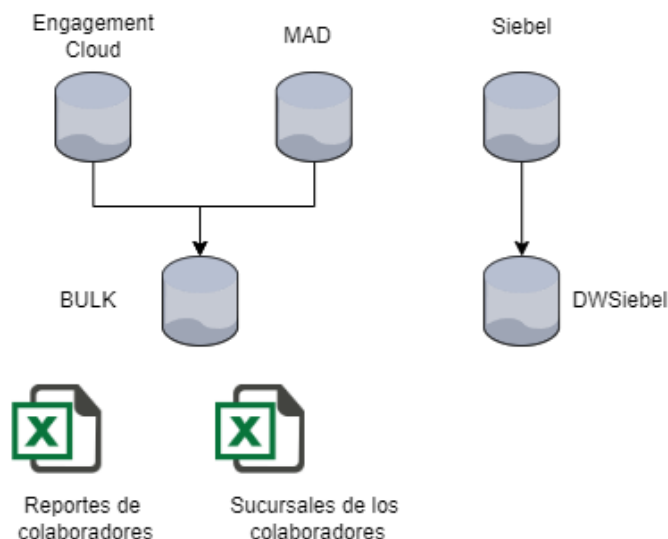 Engagement
Cloud
MAD
Siebel
BULK
DWSiebel
X
X
Reportes de
colaboradores
Sucursales de los
colaboradores